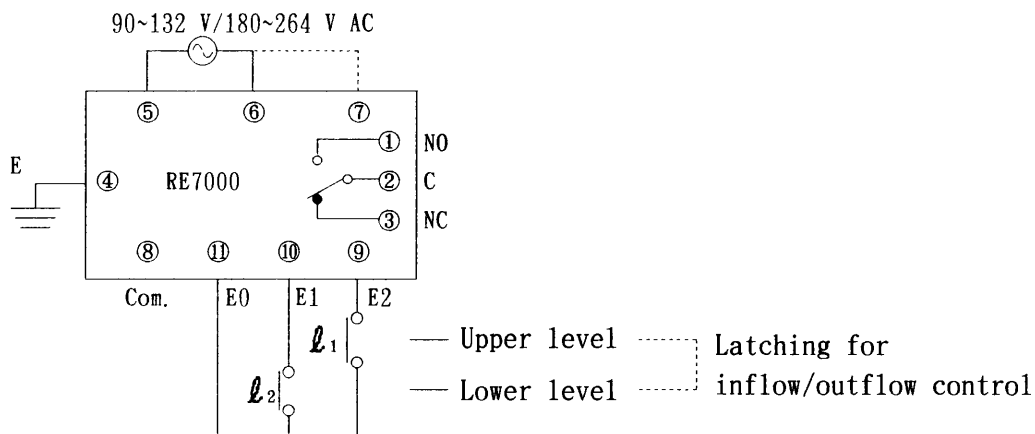 90~132 V/180~264 V AC
⑤ ⑥ ⑦
① NO
E
④ RE7000 ② C
③ NC
⑧ ⑪ ⑩ ⑨
Com. E0 E1 E2
ℓ1 Upper level
Latching for
ℓ2 Lower level
inflow/outflow control